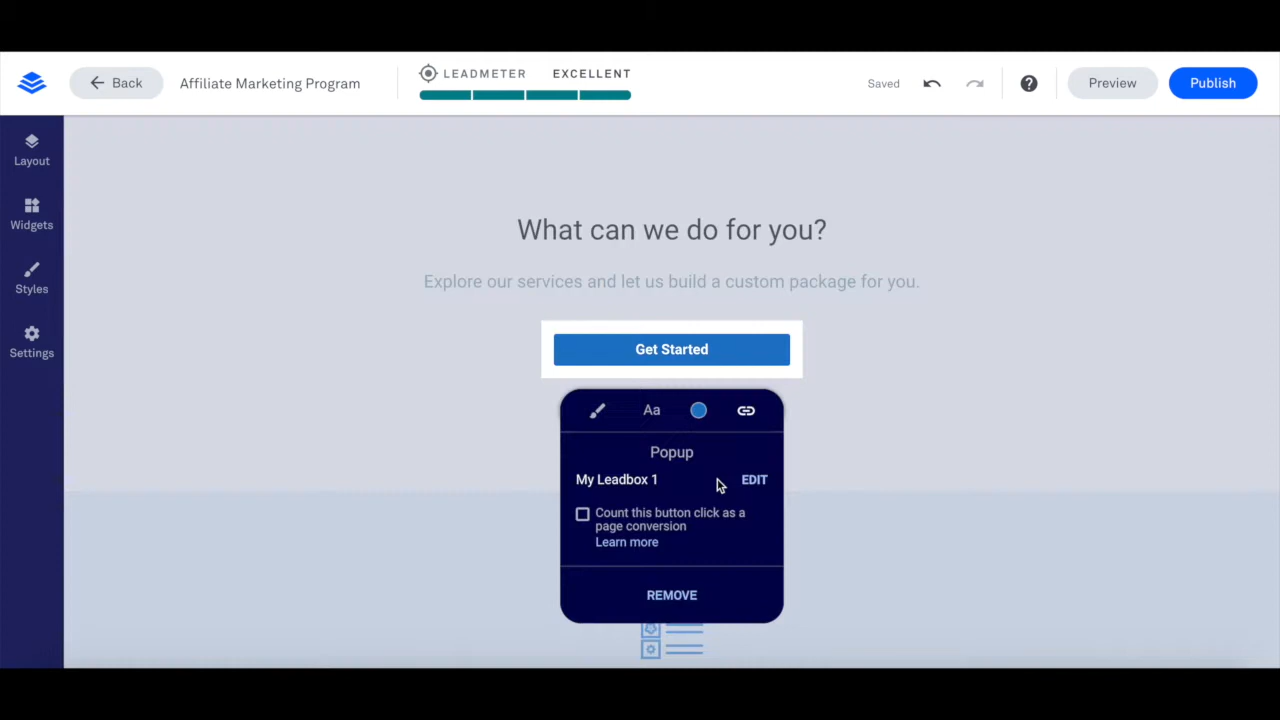 Back
Affiliate Marketing Program
LEADMETER EXCELLENT
Saved
Preview
Publish
Layout
Widgets
Styles
Settings
What can we do for you?
Explore our services and let us build a custom package for you.
Get Started
Aa
Popup
My Leadbox 1 EDIT
Count this button click as a
page conversion
Learn more
REMOVE